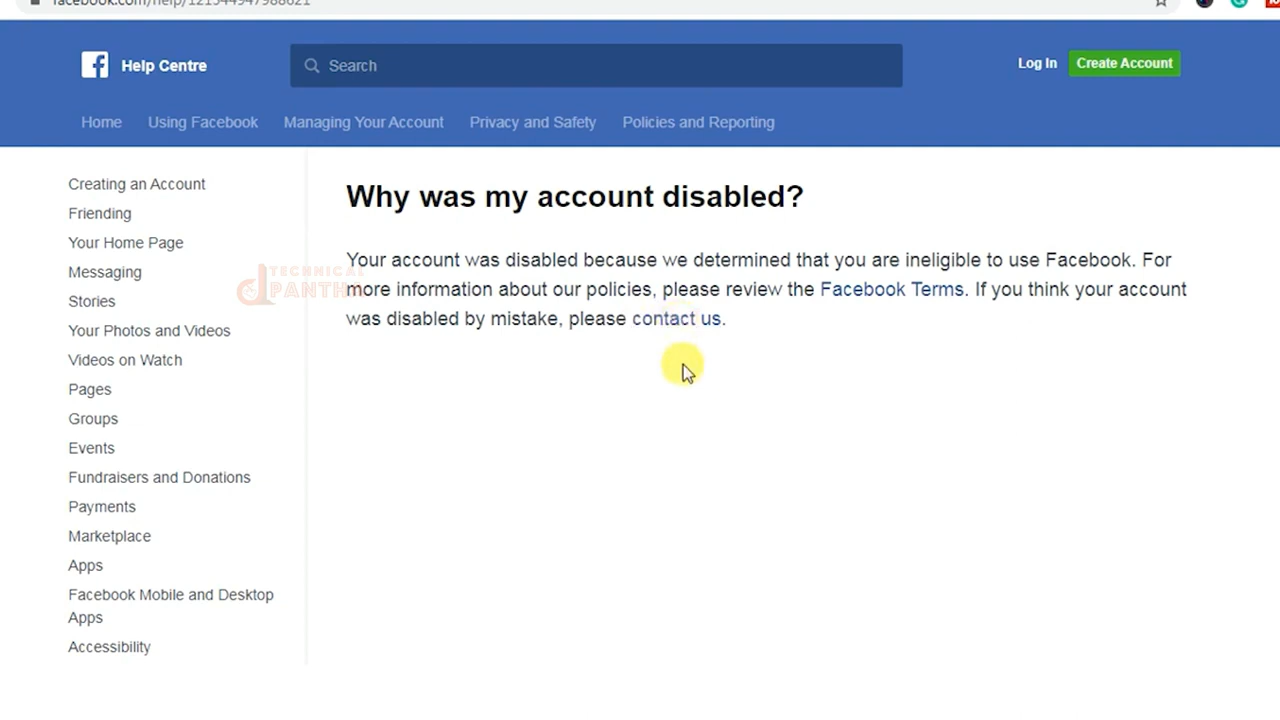 Help Centre
Search
Log In
Create Account
Home
Using Facebook
Managing Your Account
Privacy and Safety
Policies and Reporting
Creating an Account
Friending
Your Home Page
Messaging
Stories
Your Photos and Videos
Videos on Watch
Pages
Groups
Events
Fundraisers and Donations
Payments
Marketplace
Apps
Facebook Mobile and Desktop
Apps
Accessibility
TECHNICAL
PANTHA
Why was my account disabled?
Your account was disabled because we determined that you are ineligible to use Facebook. For
more information about our policies, please review the Facebook Terms. If you think your account
was disabled by mistake, please contact us.